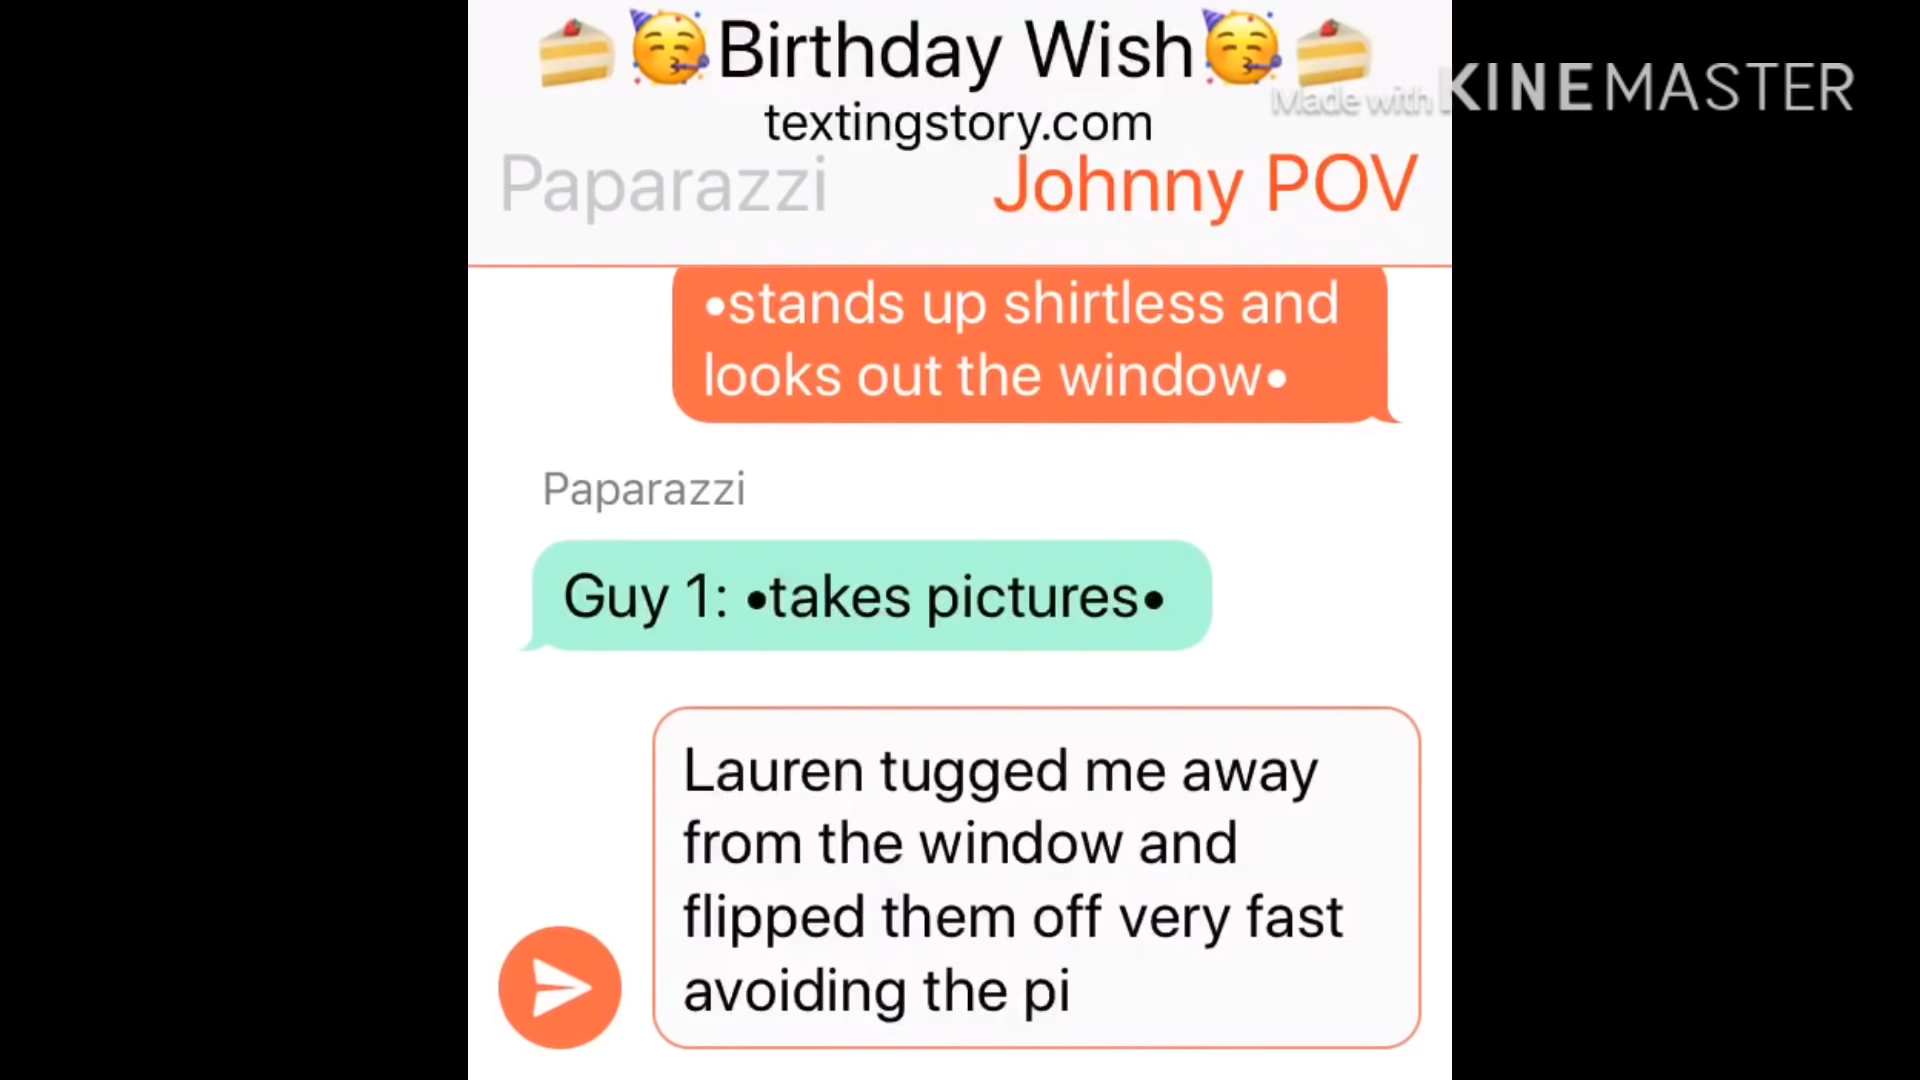 🍰🥳Birthday Wish🥳🍰
Made with KINEMASTER
textingstory.com
Paparazzi
Johnny POV
•stands up shirtless and
looks out the window•
Paparazzi
Guy 1: •takes pictures•
Lauren tugged me away
from the window and
flipped them off very fast
avoiding the pi